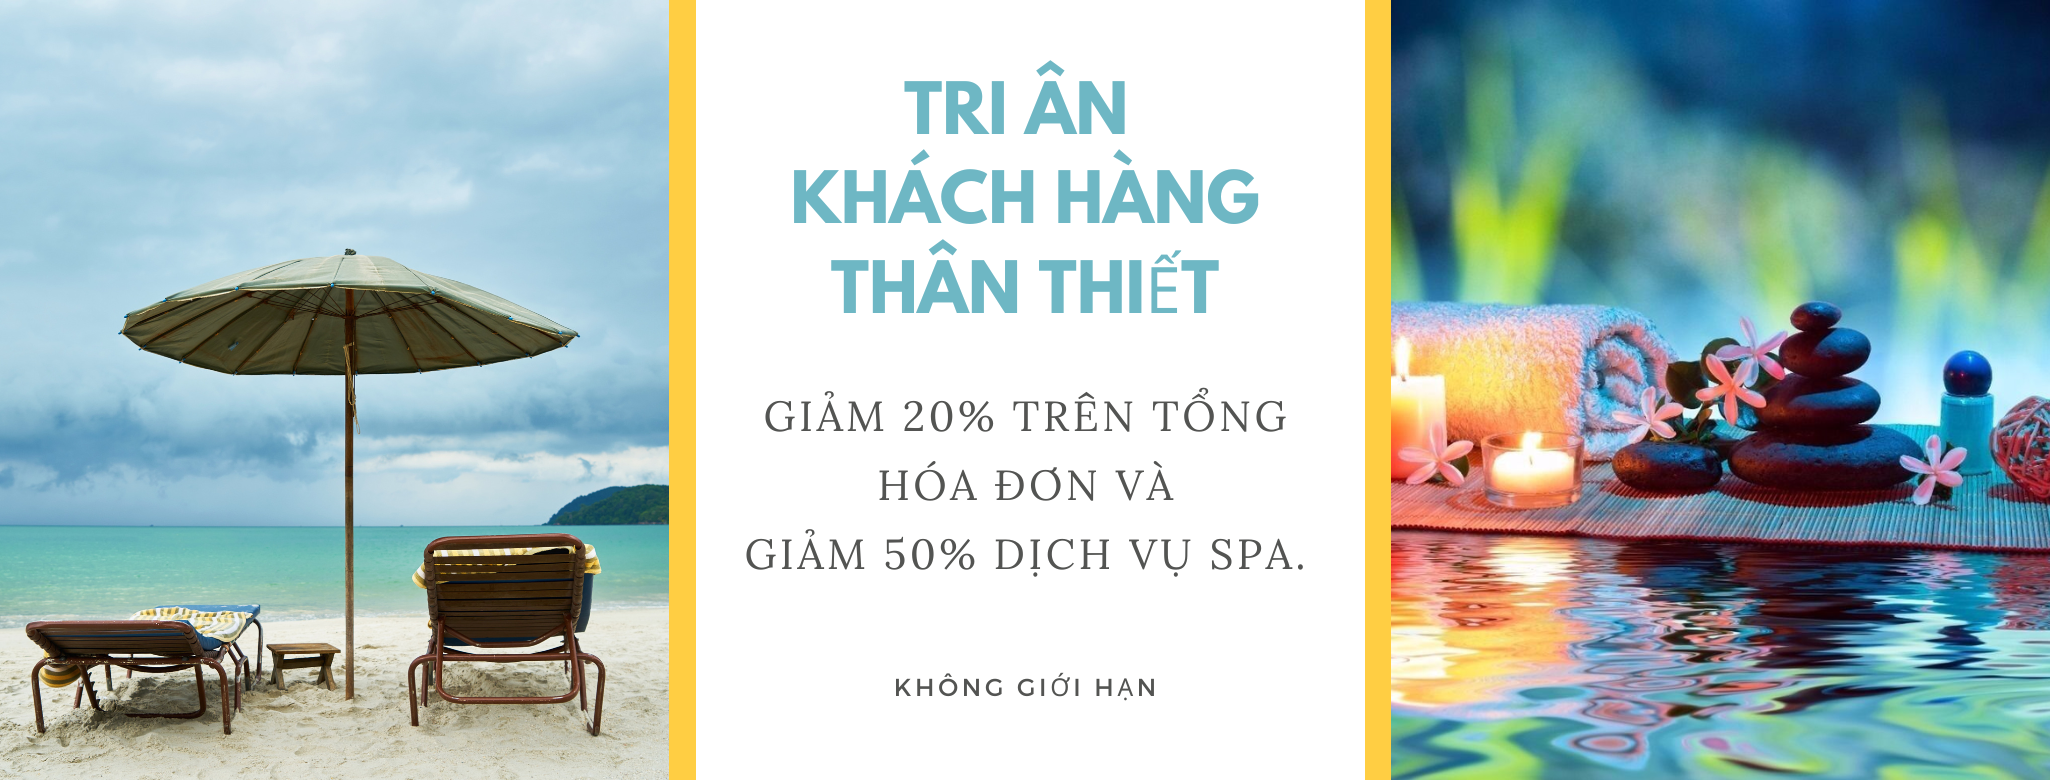 TRI ÂN
KHÁCH HÀNG
THÂN THIẾT
GIẢM 20% TRÊN TỔNG
HÓA ĐƠN VÀ
GIẢM 50% DỊCH VỤ SPA.
KHÔNG GIỚI HẠN